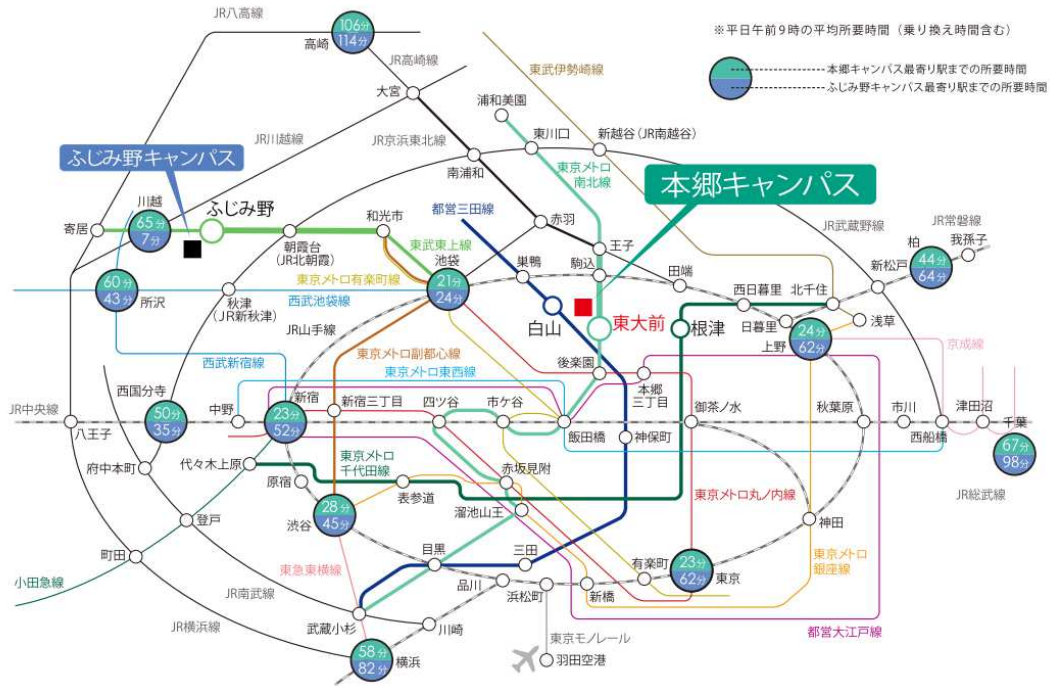 JR八高線
106分
114分
高崎
JR高崎線
※平日午前9時の平均所要時間（乗り換え時間含む）
本郷キャンパス最寄り駅までの所要時間
ふじみ野キャンパス最寄り駅までの所要時間
東武伊勢崎線
大宮
浦和美園
JR川越線
JR京浜東北線
東川口
新越谷(JR南越谷)
ふじみ野キャンパス
南浦和
東京メトロ
南北線
本郷キャンパス
川越
ふじみ野
和光市
都営三田線
赤羽
JR武蔵野線
JR常磐線
寄居
65分
7分
朝霞台
(JR北朝霞)
東武東上線
王子
柏
44分
64分
我孫子
新松戸
池袋
21分
24分
巣鴨
駒込
田端
60分
43分
所沢
秋津
(JR新秋津)
東京メトロ有楽町線
西武池袋線
西日暮里
北千住
白山
東大前
根津
日暮里
浅草
JR山手線
24分
62分
上野
京成線
西武新宿線
東京メトロ副都心線
東京メトロ東西線
後楽園
本郷
三丁目
西国分寺
新宿
新宿三丁目
四ツ谷
市ケ谷
御茶ノ水
秋葉原
市川
津田沼
千葉
JR中央線
50分
35分
中野
23分
52分
飯田橋
神保町
西船橋
67分
98分
八王子
府中本町
代々木上原
東京メトロ
千代田線
赤坂見附
原宿
表参道
溜池山王
東京メトロ丸ノ内線
JR総武線
28分
45分
渋谷
神田
登戸
町田
目黒
三田
有楽町
23分
62分
東京
東京メトロ
銀座線
小田急線
東急東横線
品川
浜松町
新橋
JR南武線
武蔵小杉
川崎
東京モノレール
都営大江戸線
JR横浜線
58分
82分
横浜
羽田空港